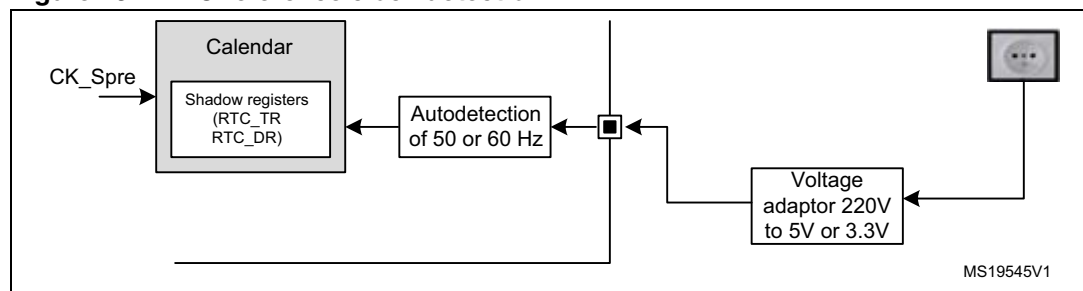 Calendar
CK_Spre
Shadow registers
(RTC_TR
RTC_DR)
Autodetection
of 50 or 60 Hz
Voltage
adaptor 220V
to 5V or 3.3V
MS19545V1